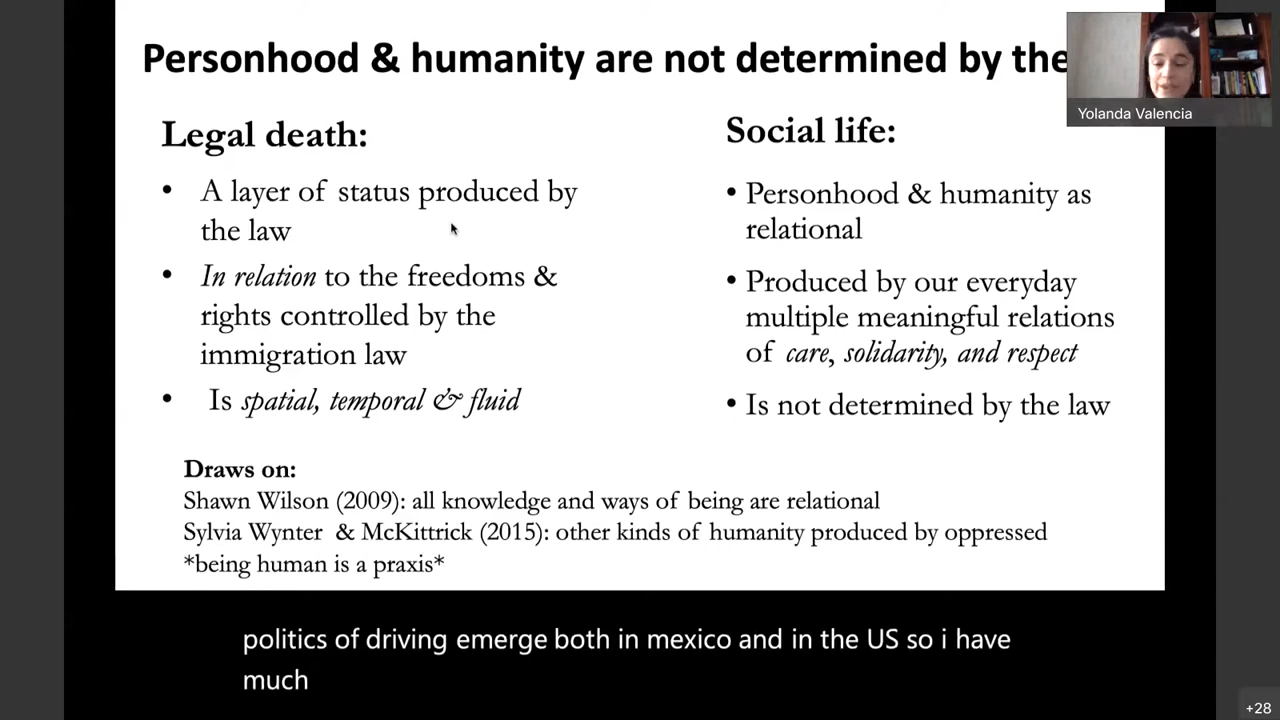 Personhood & humanity are not determined by the
Yolanda Valencia
Legal death:
• A layer of status produced by
the law
• In relation to the freedoms &
rights controlled by the
immigration law
• Is spatial, temporal & fluid
Social life:
• Personhood & humanity as
relational
• Produced by our everyday
multiple meaningful relations
of care, solidarity, and respect
• Is not determined by the law
Draws on:
Shawn Wilson (2009): all knowledge and ways of being are relational
Sylvia Wynter & McKittrick (2015): other kinds of humanity produced by oppressed
*being human is a praxis*
politics of driving emerge both in mexico and in the US so i have
much
+28